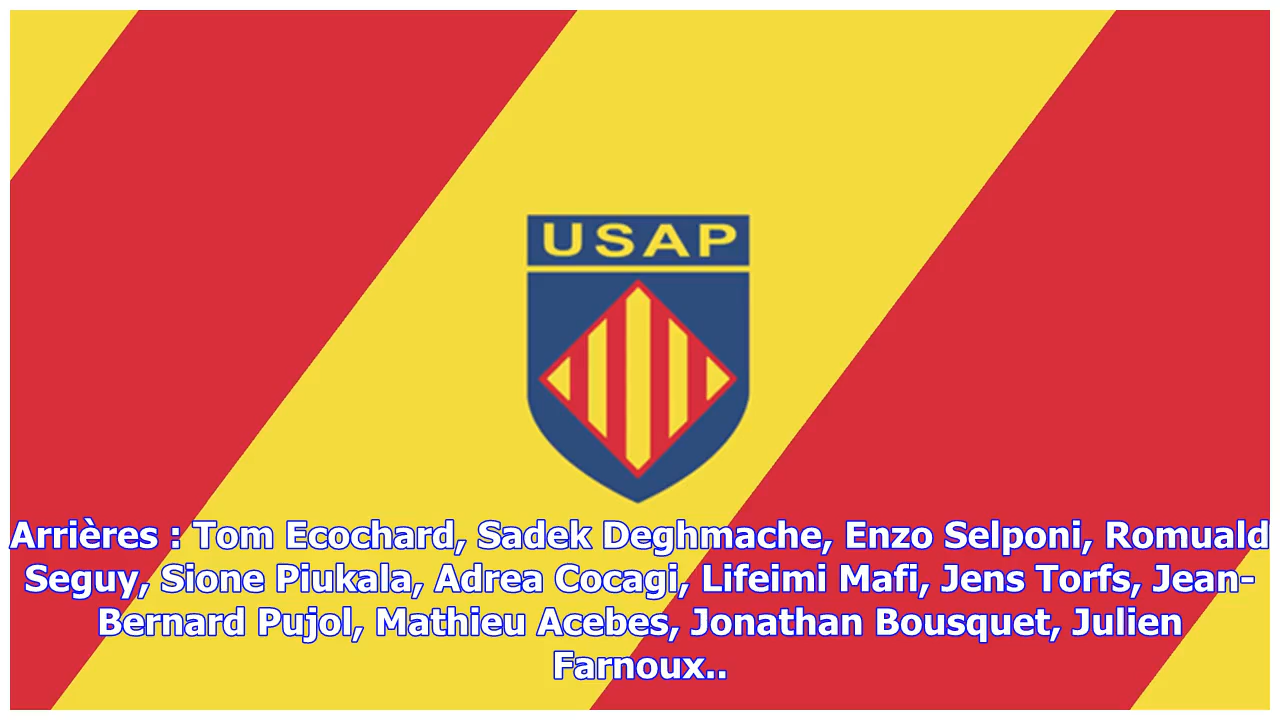 USAP
Arrières : Tom Ecochard, Sadek Deghmache, Enzo Selponi, Romuald
Seguy, Sione Piukala, Adrea Cocagi, Lifeimi Mafi, Jens Torfs, Jean-
Bernard Pujol, Mathieu Acebes, Jonathan Bousquet, Julien
Farnoux..